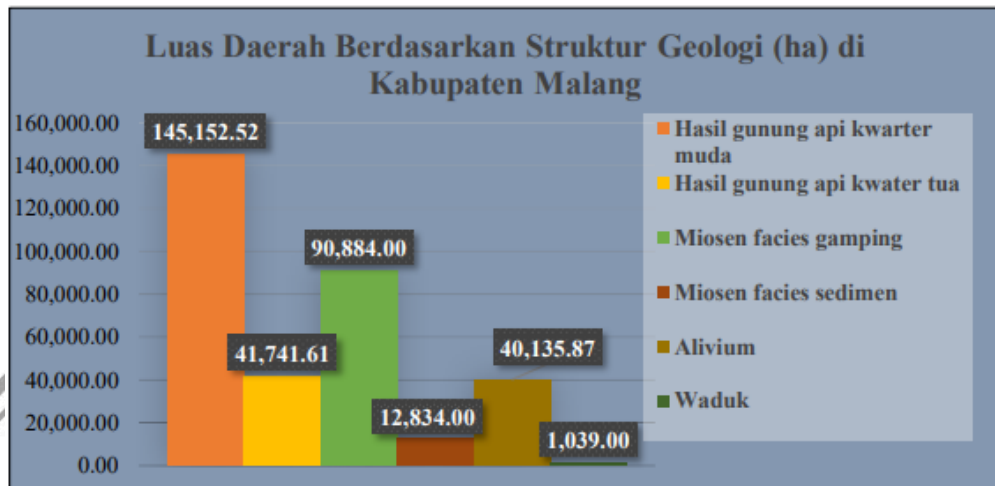 Luas Daerah Berdasarkan Struktur Geologi (ha) di
Kabupaten Malang
160,000.00
140,000.00
120,000.00
100,000.00
80,000.00
60,000.00
40,000.00
20,000.00
0.00
145,152.52
41,741.61
90,884.00
12,834.00
40,135.87
1,039.00
Hasil gunung api kwarter
muda
Hasil gunung api kwater tua
Miosen facies gamping
Miosen facies sedimen
Alivium
Waduk